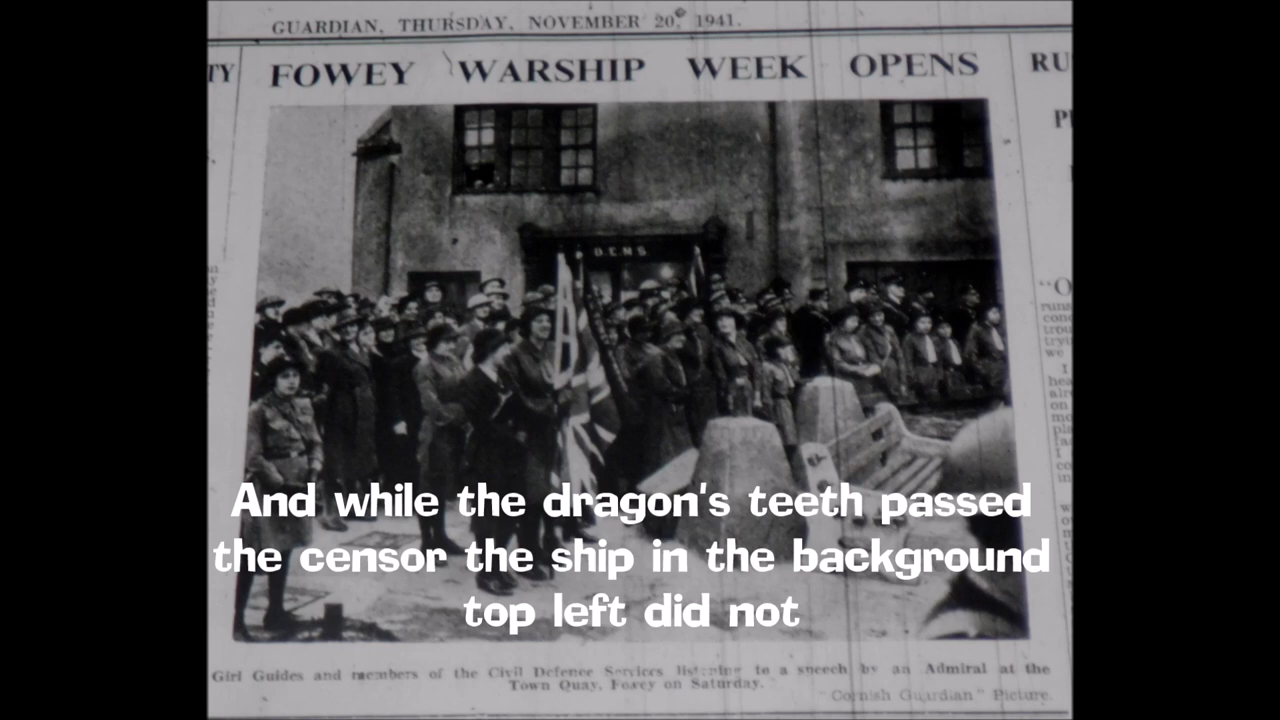 GUARDIAN, THURSDAY, NOVEMBER 20, 1941.
TY
FOWEY WARSHIP WEEK OPENS
RU
D.C.N.S.
And while the dragon's teeth passed
the censor the ship in the background
top left did not
Girl Guides and members of the Civil Defence Services listening to a speech by an Admiral at the
Town Quay, Fowey on Saturday.
"Cornish Guardian" Picture.